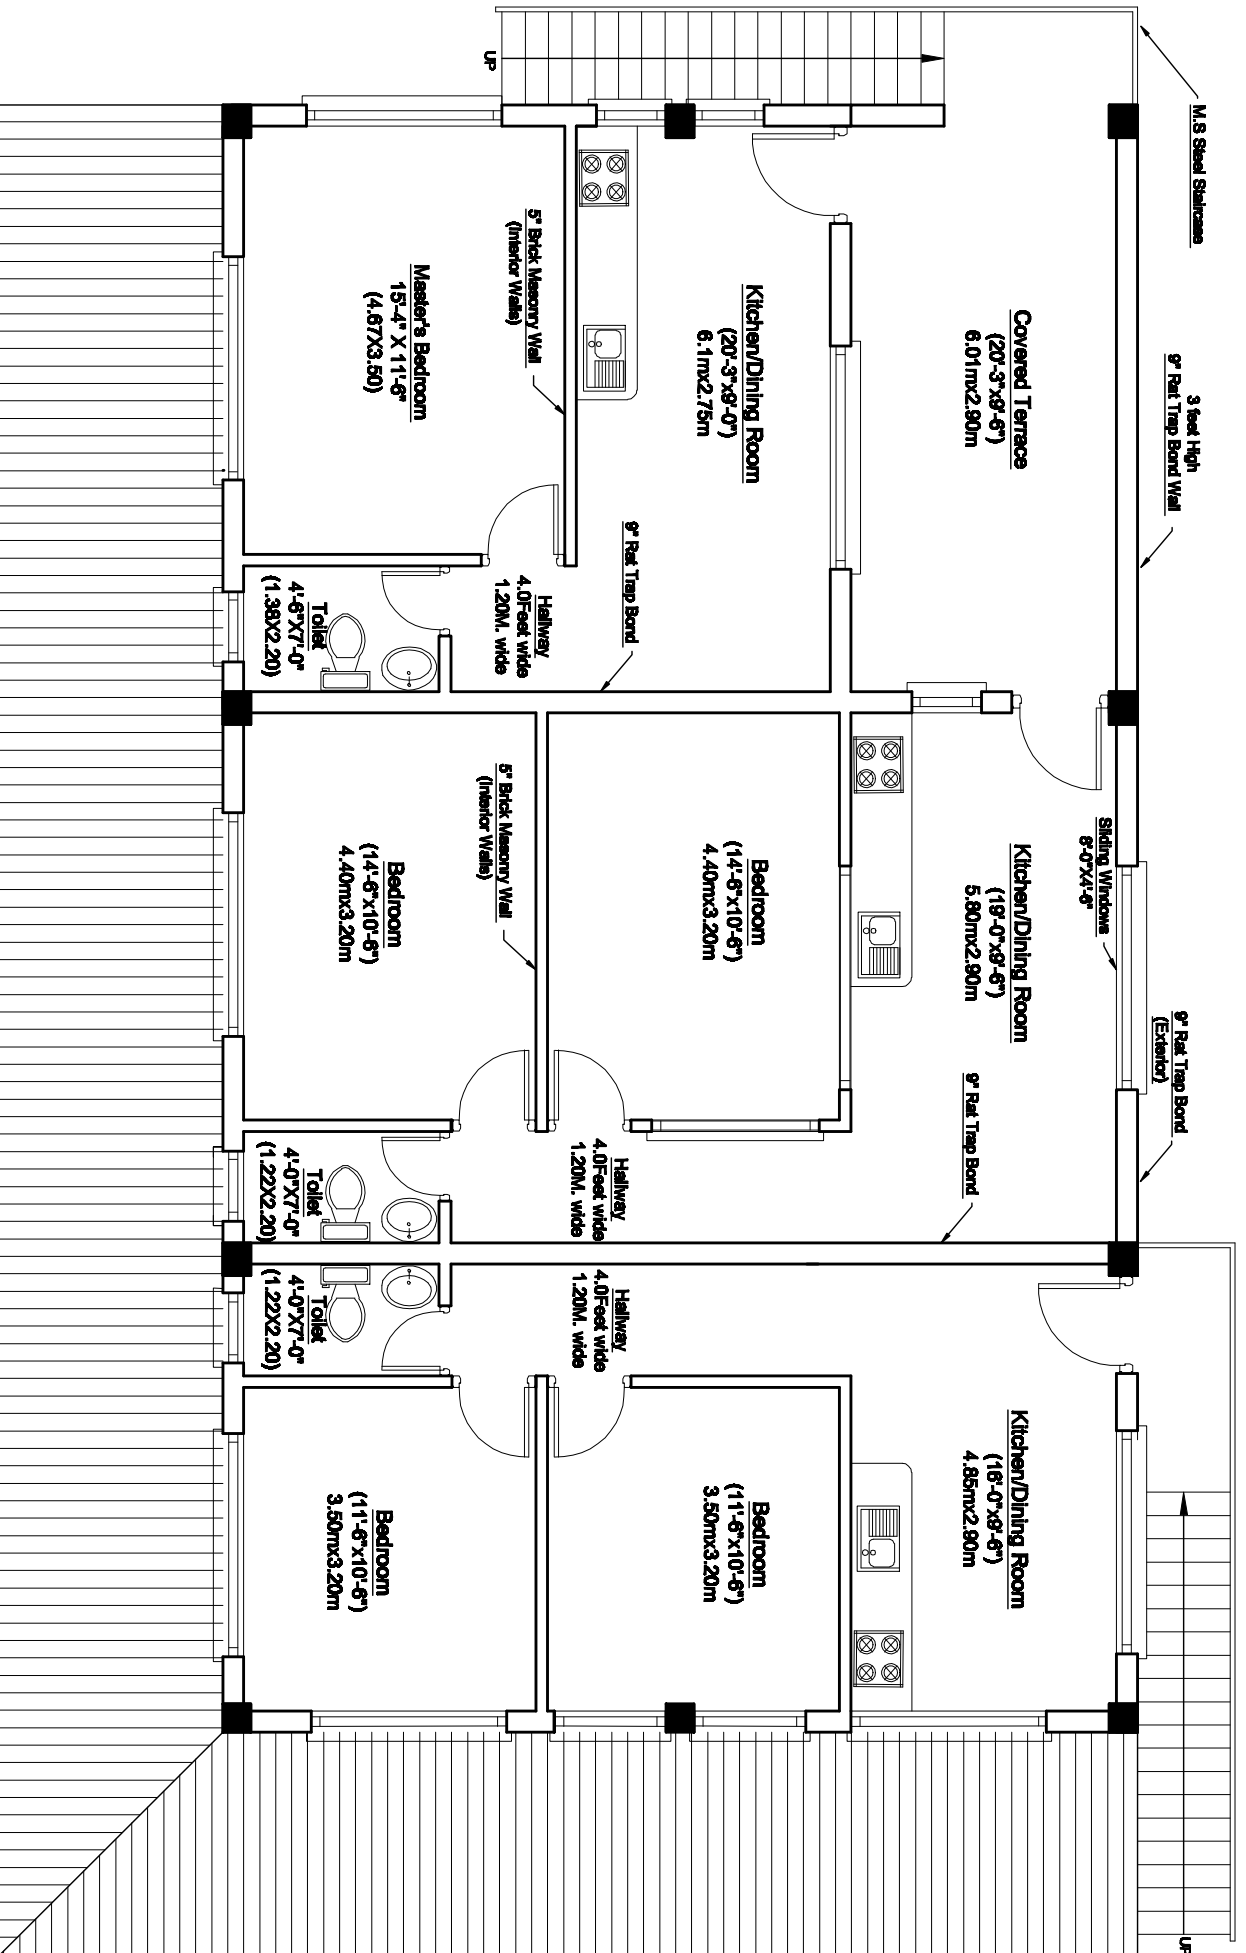 M.S Steel Staircase
3 feet High
9" Rat Trap Bond Wall
Sliding Windows
8'-0"X4'-6"
9" Rat Trap Bond
(Exterior)
UP
UP
Covered Terrace
(20'-3"x9'-6")
6.01mx2.90m
Kitchen/Dining Room
(19'-0"x9'-6")
5.80mx2.90m
9" Rat Trap Bond
Kitchen/Dining Room
(16'-0"x9'-6")
4.85mx2.90m
Kitchen/Dining Room
(20'-3"x9'-0")
6.1mx2.75m
Bedroom
(14'-6"x10'-6")
4.40mx3.20m
Bedroom
(11'-6"x10'-6")
3.50mx3.20m
9" Rat Trap Bond
5" Brick Masonry Wall
(Interior Walls)
Hallway
4.0Feet wide
1.20M. wide
5" Brick Masonry Wall
(Interior Walls)
Hallway
4.0Feet wide
1.20M. wide
Hallway
4.0Feet wide
1.20M. wide
Master's Bedroom
15'-4" X 11'-6"
(4.67X3.50)
Toilet
4'-6"X7'-0"
(1.38X2.20)
Bedroom
(14'-6"x10'-6")
4.40mx3.20m
Toilet
4'-0"X7'-0"
(1.22X2.20)
Toilet
4'-0"X7'-0"
(1.22X2.20)
Bedroom
(11'-6"x10'-6")
3.50mx3.20m